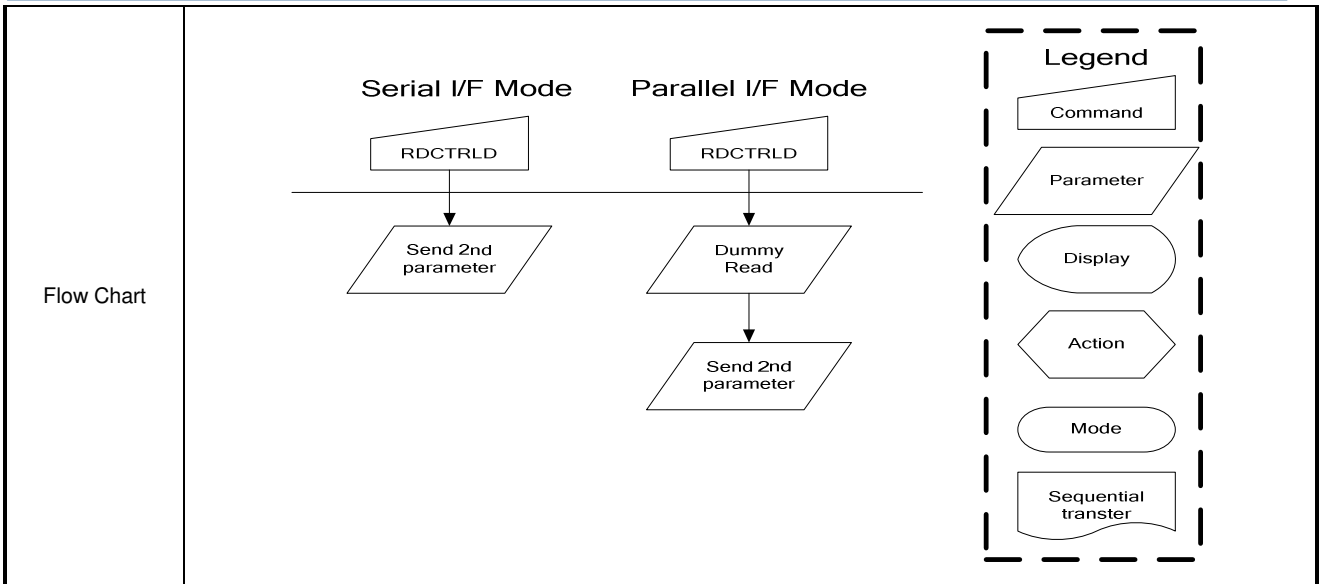 Flow Chart
Serial I/F Mode
RDCTRLD
Send 2nd
parameter
Parallel I/F Mode
RDCTRLD
Dummy
Read
Send 2nd
parameter
Legend
Command
Parameter
Display
Action
Mode
Sequential
transter